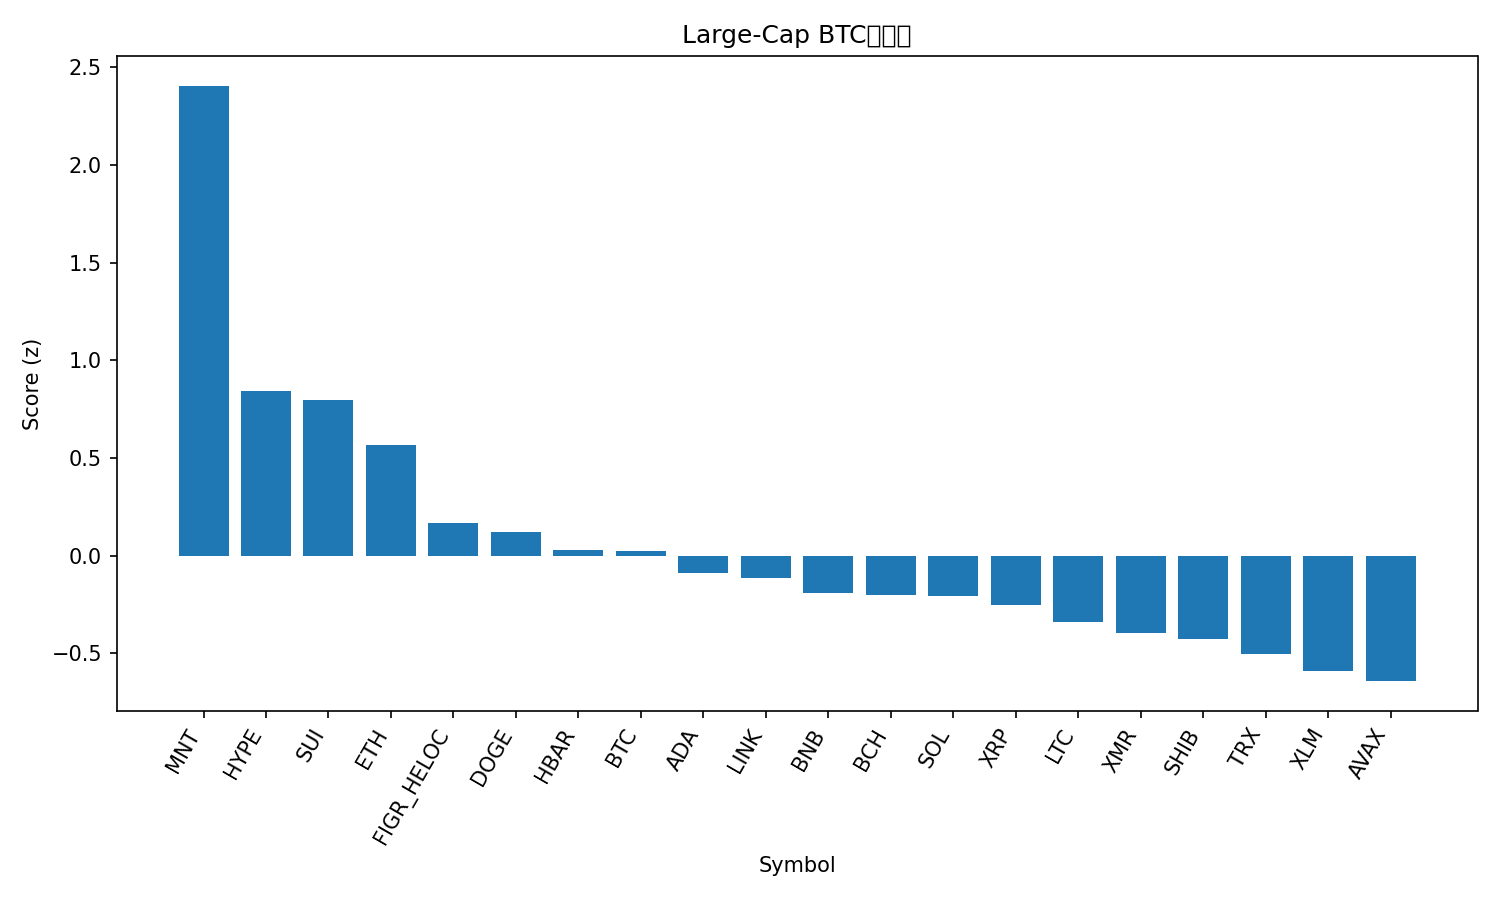 Large-Cap BTC
2.5
2.0
1.5
1.0
0.5
0.0
−0.5
Score (z)
MNT
HYPE
SUI
ETH
FIGR_HELOC
DOGE
HBAR
BTC
ADA
LINK
BNB
BCH
SOL
XRP
LTC
XMR
SHIB
TRX
XLM
AVAX
Symbol